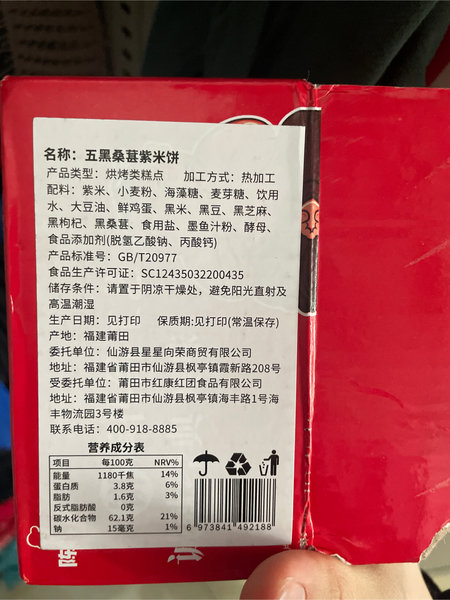 名称：五黑桑葚紫米饼
产品类型：烘烤类糕点 加工方式：热加工
配料：紫米、小麦粉、海藻糖、麦芽糖、饮用
水、大豆油、鲜鸡蛋、黑米、黑豆、黑芝麻、
黑枸杞、黑桑葚、食用盐、墨鱼汁粉、酵母、
食品添加剂(脱氢乙酸钠、丙酸钙)
产品标准号：GB/T20977
食品生产许可证：SC12435032200435
储存条件：请置于阴凉干燥处，避免阳光直射及
高温潮湿
生产日期：见打印 保质期:见打印(常温保存)
产地：福建莆田
委托单位：仙游县星星向荣商贸有限公司
地址：福建省莆田市仙游县枫亭镇霞新路208号
受委托单位：莆田市红康红团食品有限公司
地址：福建省莆田市仙游县枫亭镇海丰路1号海
丰物流园3号楼
联系电话：400-918-8885
营养成分表
项目 每100克 NRV%
能量 1180千焦 14%
蛋白质 3.8克 6%
脂肪 1.6克 3%
反式脂肪酸 0克
碳水化合物 62.1克 21%
钠 15毫克 1%
6 973841 492188